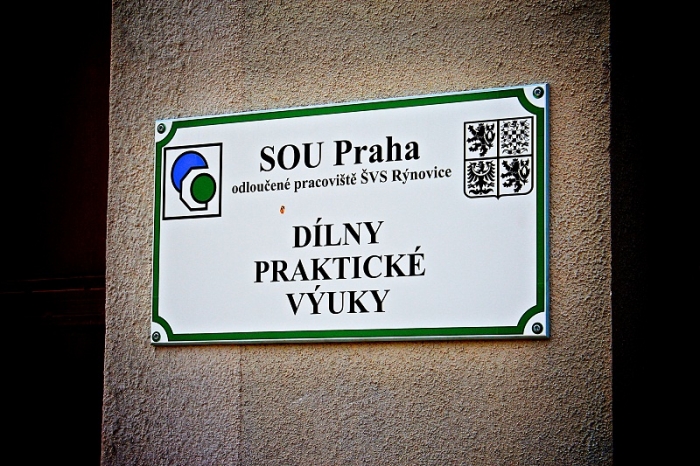 SOU Praha
odloučené pracoviště ŠVS Rýnovice
DÍLNY
PRAKTICKÉ
VÝUKY